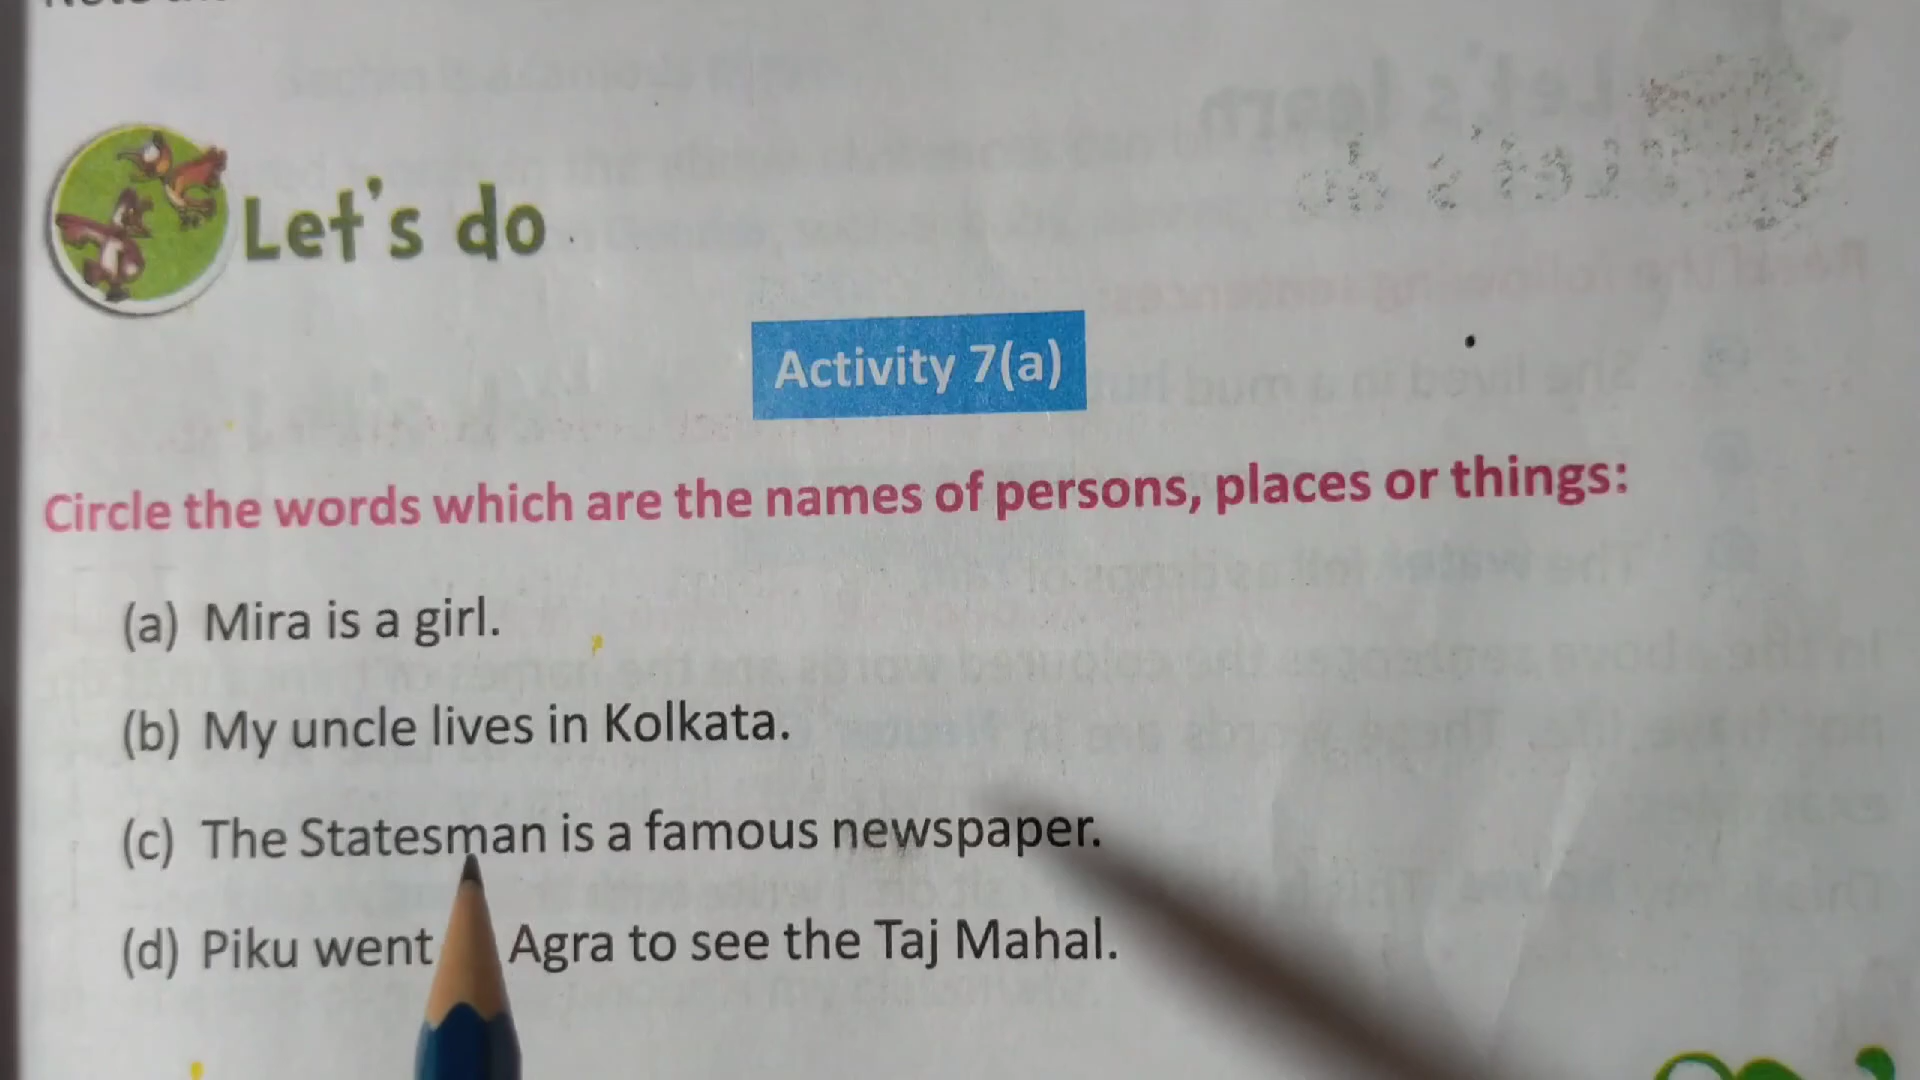 Let's do
Activity 7(a)
Circle the words which are the names of persons, places or things:
(a) Mira is a girl.
(b) My uncle lives in Kolkata.
(c) The Statesman is a famous newspaper.
(d) Piku went Agra to see the Taj Mahal.